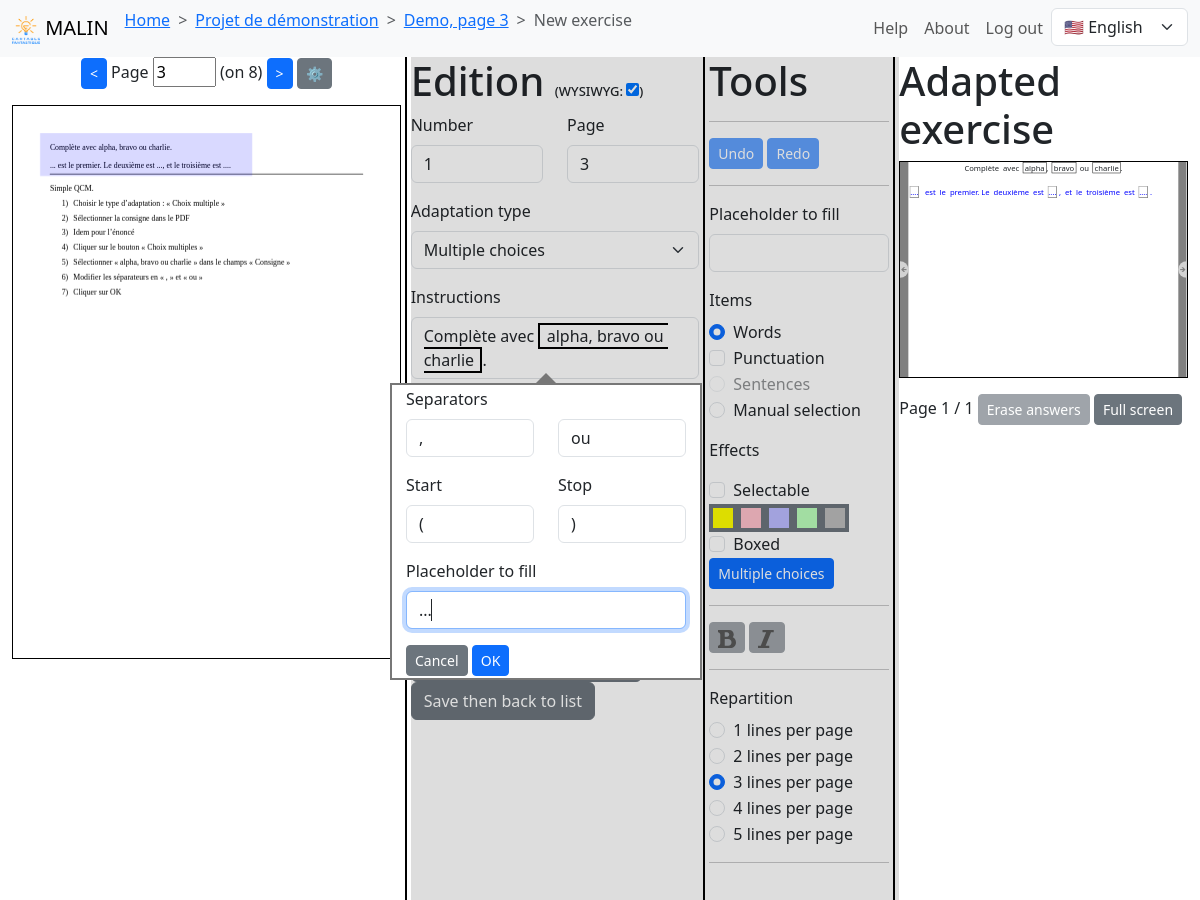 MALIN
Home > Projet de démonstration > Demo, page 3 > New exercise
Help About Log out 🇺🇸 English
< Page 3 (on 8) > ⚙️
Complète avec alpha, bravo ou charlie.
... est le premier. Le deuxième est ..., et le troisième est ....
Simple QCM.
1) Choisir le type d'adaptation : « Choix multiple »
2) Sélectionner la consigne dans le PDF
3) Idem pour l'énoncé
4) Cliquer sur le bouton « Choix multiples »
5) Sélectionner « alpha, bravo ou charlie » dans le champs « Consigne »
6) Modifier les séparateurs en « , » et « ou »
7) Cliquer sur OK
Edition (WYSIWYG: )
Number Page
1 3
Adaptation type
Multiple choices
Instructions
Complète avec alpha, bravo ou
charlie .
Separators
, ou
Start Stop
( )
Placeholder to fill
...
Cancel OK
Save then back to list
Tools
Undo Redo
Placeholder to fill
Items
Words
Punctuation
Sentences
Manual selection
Effects
Selectable
Boxed
Multiple choices
B I
Repartition
1 lines per page
2 lines per page
3 lines per page
4 lines per page
5 lines per page
Adapted
exercise
Complète avec alpha, bravo ou charlie.
... est le premier. Le deuxième est ..., et le troisième est ....
Page 1 / 1 Erase answers Full screen